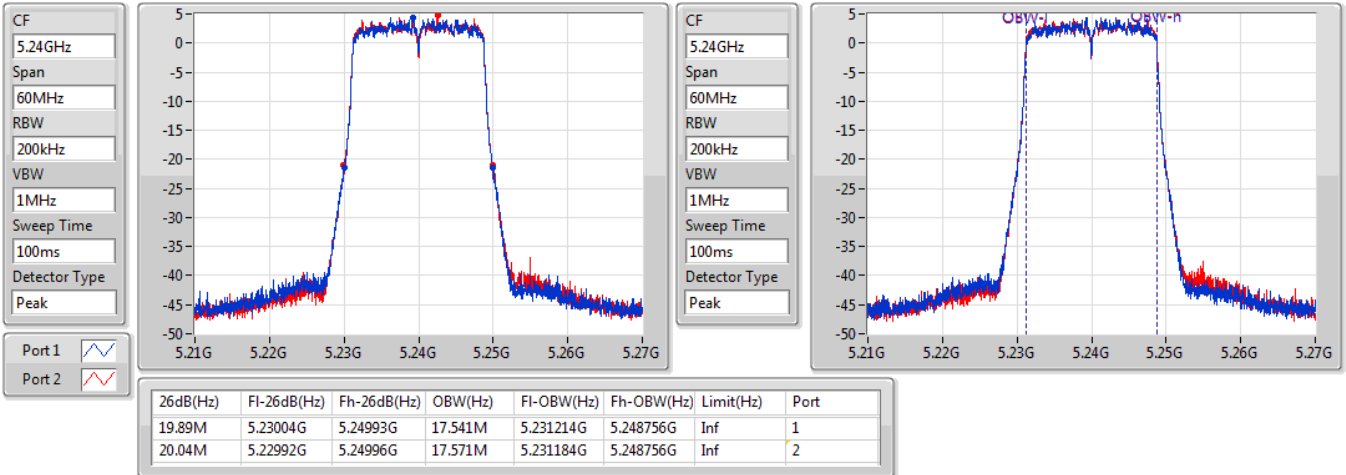 CF
5.24GHz
Span
60MHz
RBW
200kHz
VBW
1MHz
Sweep Time
100ms
Detector Type
Peak
Port 1
Port 2
5
0
-5
-10
-15
-20
-25
-30
-35
-40
-45
-50
5.21G 5.22G 5.23G 5.24G 5.25G 5.26G 5.27G
CF
5.24GHz
Span
60MHz
RBW
200kHz
VBW
1MHz
Sweep Time
100ms
Detector Type
Peak
OBW-l OBW-h
5
0
-5
-10
-15
-20
-25
-30
-35
-40
-45
-50
5.21G 5.22G 5.23G 5.24G 5.25G 5.26G 5.27G
26dB(Hz) Fl-26dB(Hz) Fh-26dB(Hz) OBW(Hz) Fl-OBW(Hz) Fh-OBW(Hz) Limit(Hz) Port
19.89M 5.23004G 5.24993G 17.541M 5.231214G 5.248756G Inf 1
20.04M 5.22992G 5.24996G 17.571M 5.231184G 5.248756G Inf 2